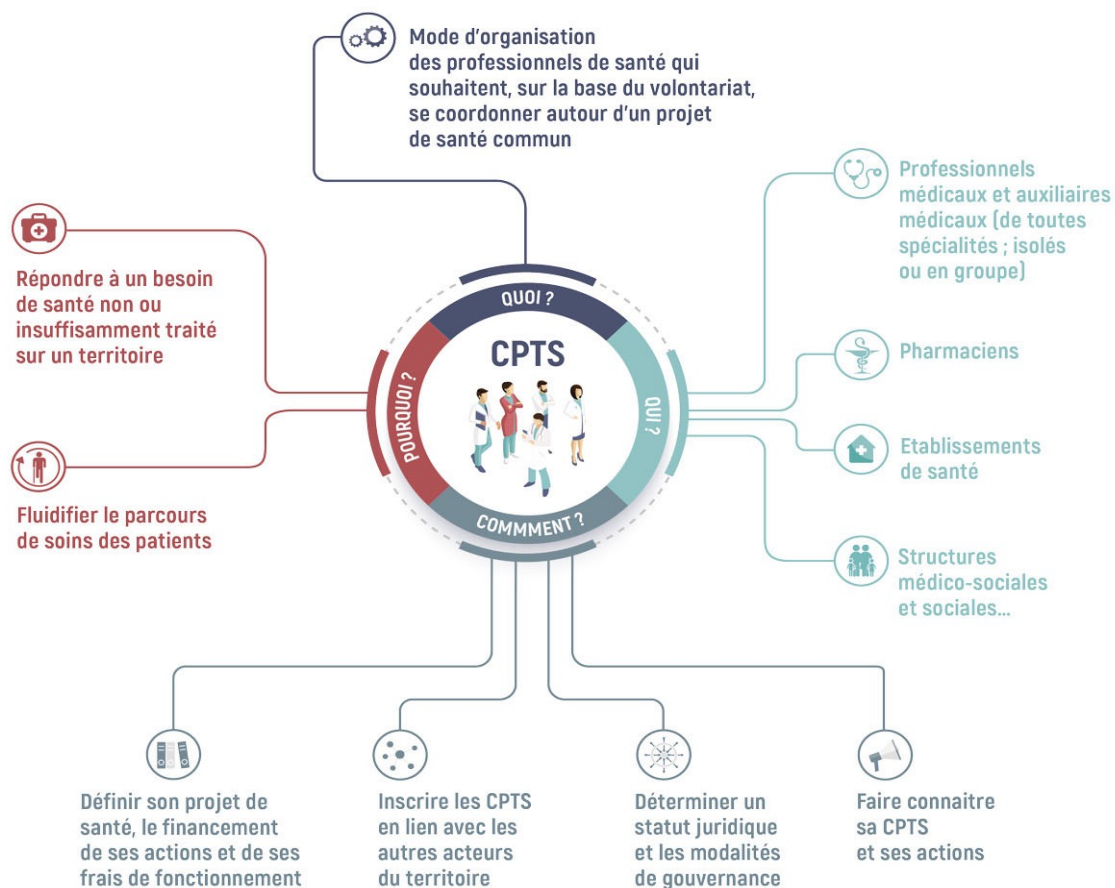 Mode d'organisation
des professionnels de santé qui
souhaitent, sur la base du volontariat,
se coordonner autour d'un projet
de santé commun
Professionnels
médicaux et auxiliaires
médicaux (de toutes
spécialités ; isolés
ou en groupe)
Pharmaciens
Etablissements
de santé
Structures
médico-sociales
et sociales...
Répondre à un besoin
de santé non ou
insuffisamment traité
sur un territoire
Fluidifier le parcours
de soins des patients
QUOI ?
CPTS
POURQUOI ?
QUI ?
COMMMENT ?
Définir son projet de
santé, le financement
de ses actions et de ses
frais de fonctionnement
Inscrire les CPTS
en lien avec les
autres acteurs
du territoire
Déterminer un
statut juridique
et les modalités
de gouvernance
Faire connaitre
sa CPTS
et ses actions